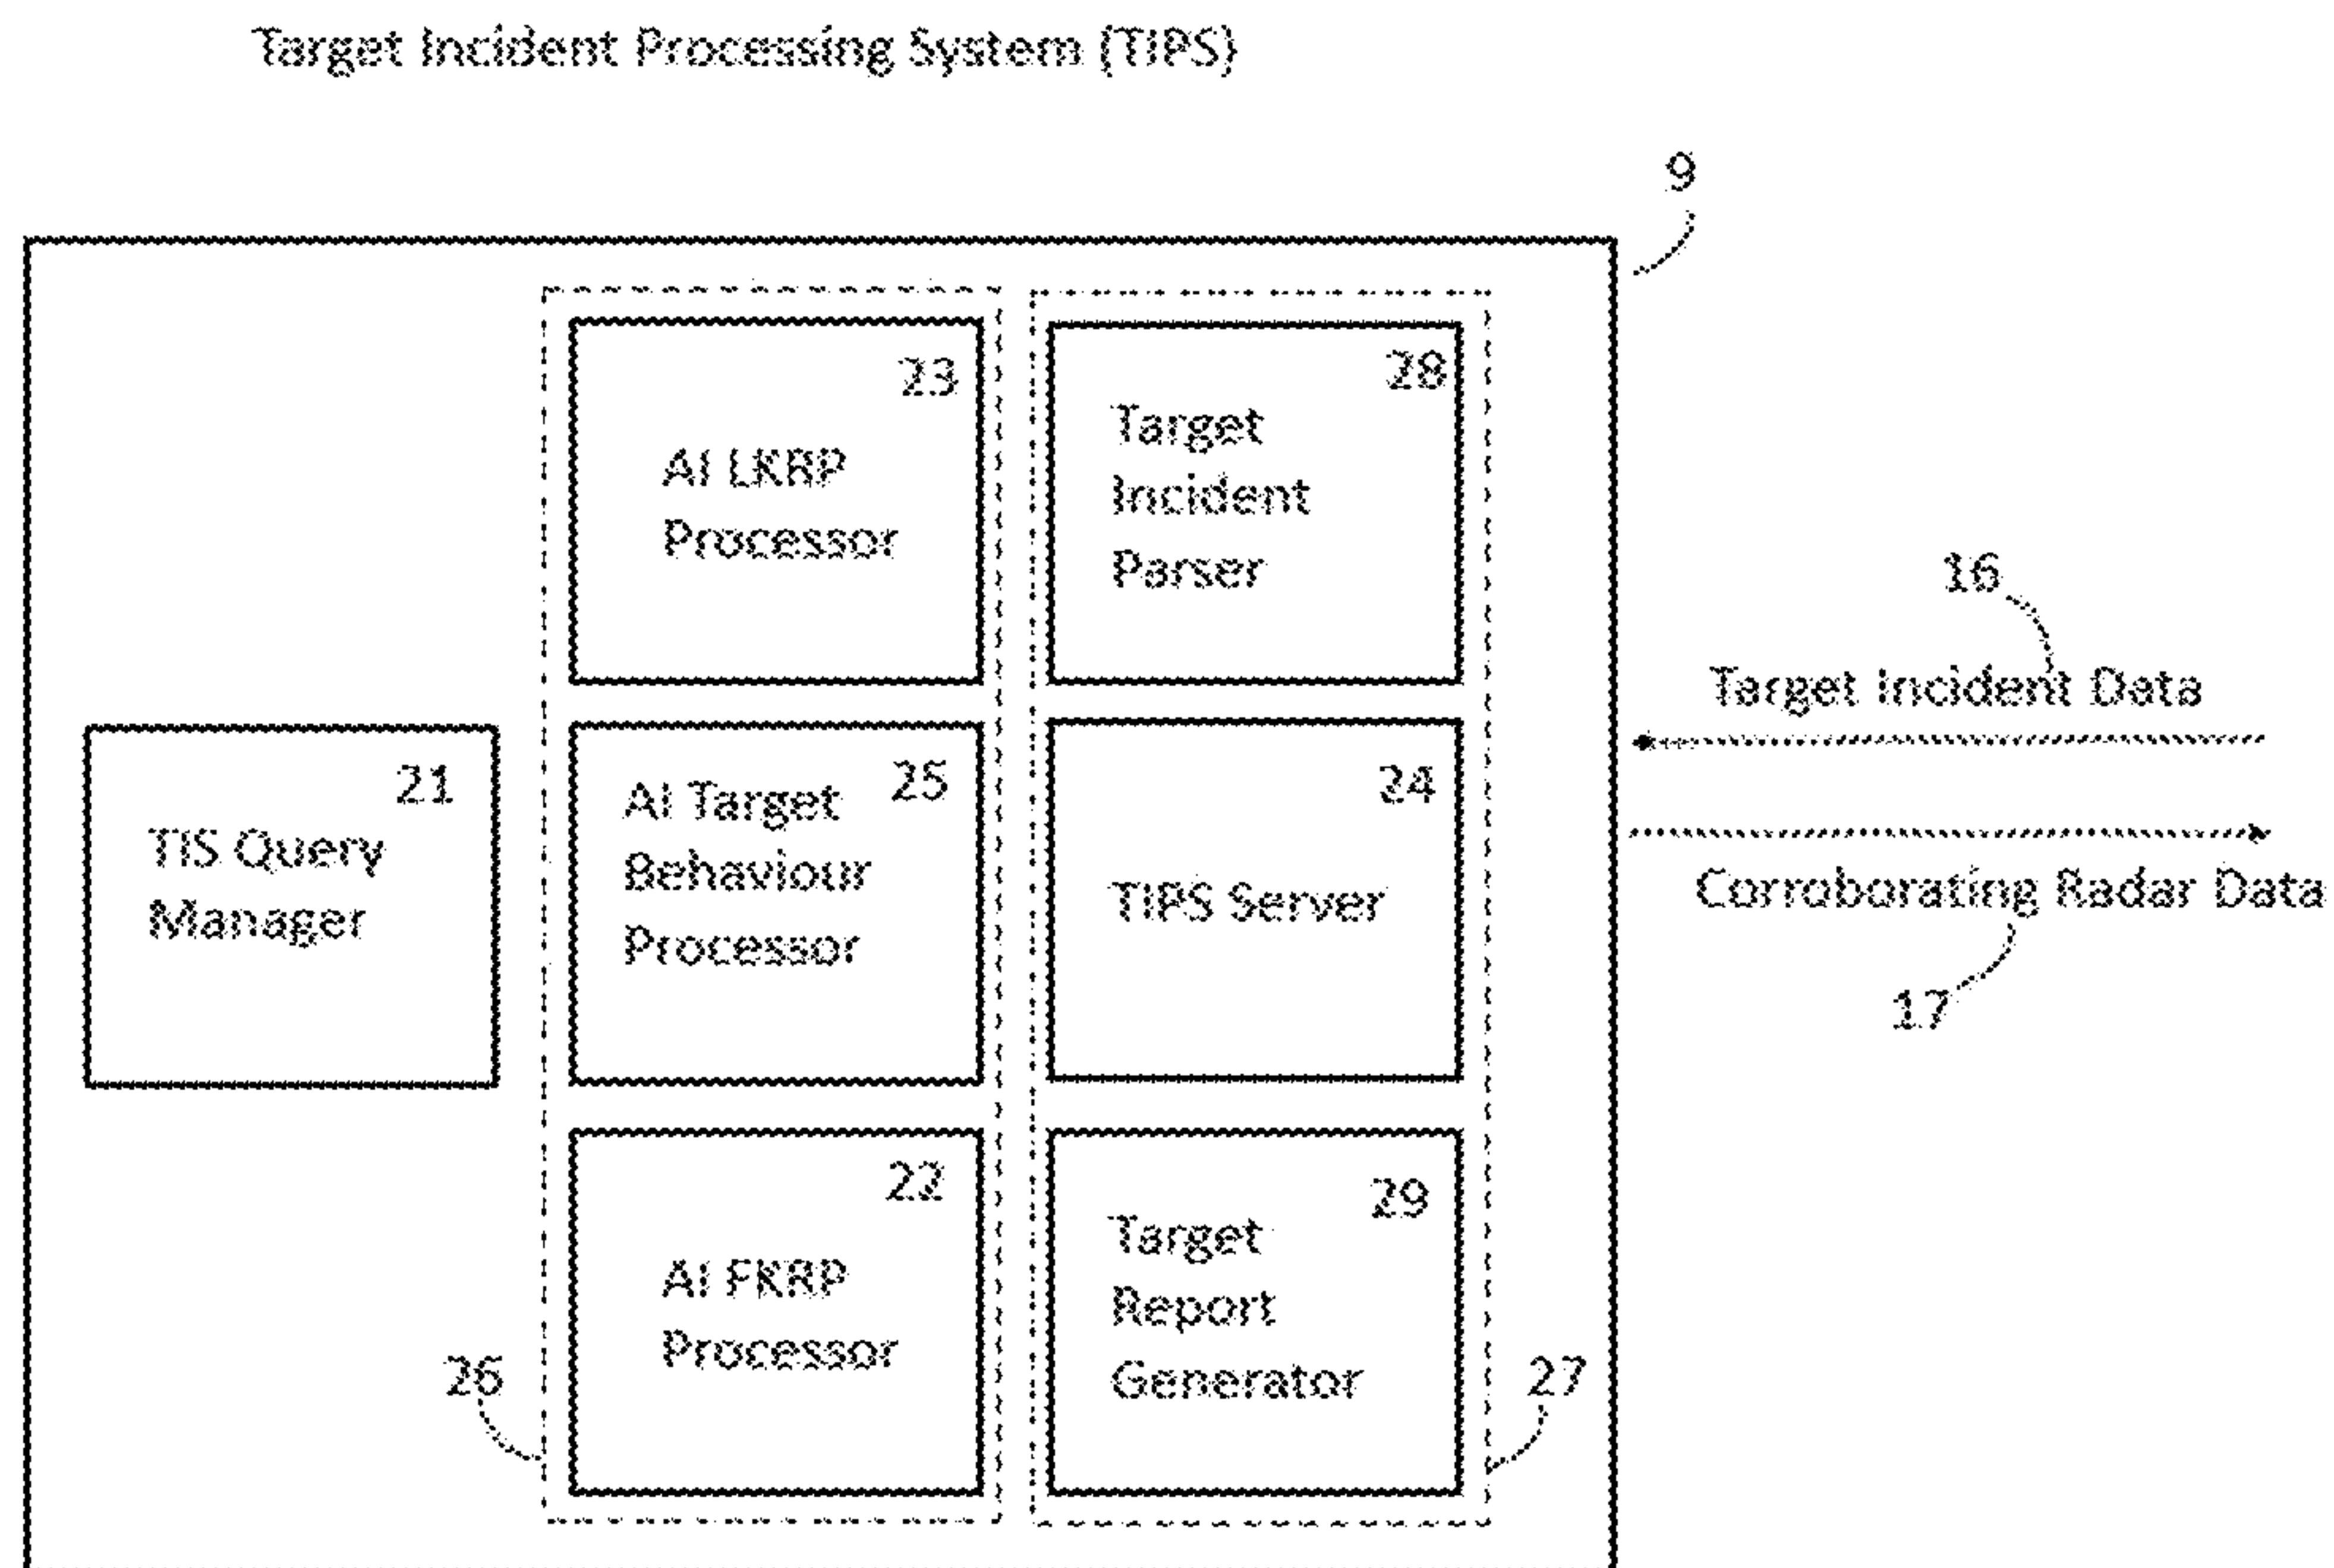 Target Incident Processing System (TIPS)
9
23
AI LKRP
Processor
28
Target
Incident
Parser
16
Target Incident Data
21
TIS Query
Manager
25
AI Target
Behaviour
Processor
24
TIPS Server
Corroborating Radar Data
17
22
AI FKRP
Processor
26
29
Target
Report
Generator
27